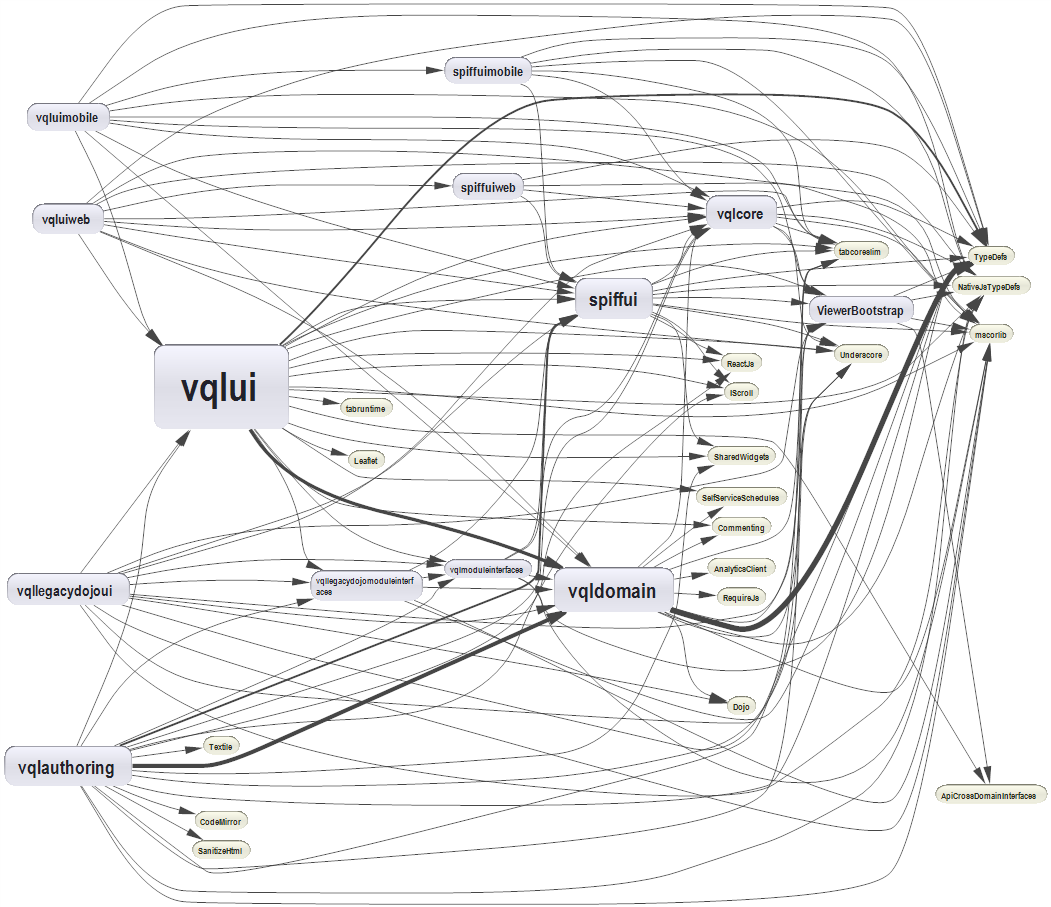 spiffuimobile
vqluimobile
spiffuiweb
vqluiweb
vqlcore
tabcoreslim
TypeDefs
NativeJsTypeDefs
spiffui
ViewerBootstrap
mscorlib
Underscore
ReactJs
vqlui
IScroll
tabruntime
Leaflet
SharedWidgets
SelfServiceSchedules
Commenting
vqlmoduleinterfaces
AnalyticsClient
vqllegacydojoui
vqllegacydojomoduleinterf
aces
vqldomain
RequireJs
Dojo
Textile
vqlauthoring
ApiCrossDomainInterfaces
CodeMirror
SanitizeHtml